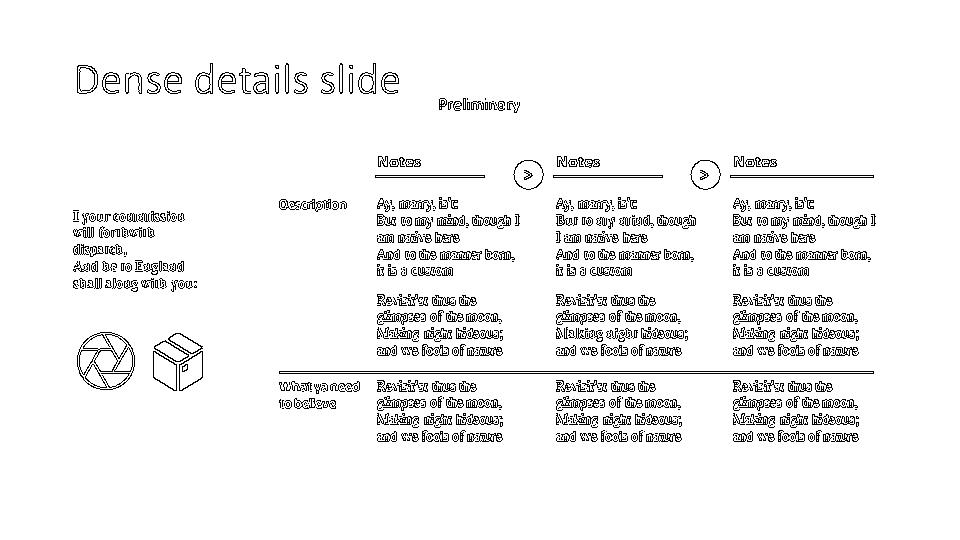 Dense details slide
Preliminary
I your commission
will forthwith
dispatch,
And he to England
shall along with you:
Notes
>
Notes
>
Notes
Description
Ay, marry, is't:
But to my mind, though I
am native here
And to the manner born,
it is a custom
Revisit'st thus the
glimpses of the moon,
Making night hideous;
and we fools of nature
Ay, marry, is't:
But to my mind, though
I am native here
And to the manner born,
it is a custom
Revisit'st thus the
glimpses of the moon,
Making night hideous;
and we fools of nature
Ay, marry, is't:
But to my mind, though I
am native here
And to the manner born,
it is a custom
Revisit'st thus the
glimpses of the moon,
Making night hideous;
and we fools of nature
What ya need
to believe
Revisit'st thus the
glimpses of the moon,
Making night hideous;
and we fools of nature
Revisit'st thus the
glimpses of the moon,
Making night hideous;
and we fools of nature
Revisit'st thus the
glimpses of the moon,
Making night hideous;
and we fools of nature